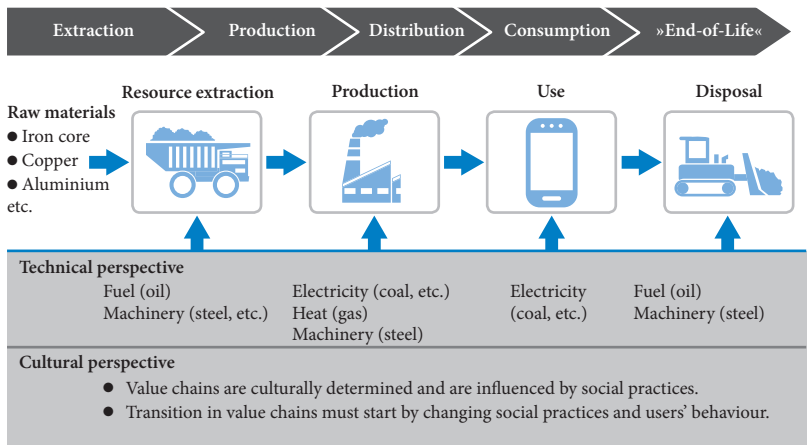 Extraction
Production
Distribution
Consumption
»End-of-Life«
Resource extraction
Production
Use
Disposal
Raw materials
● Iron core
● Copper
● Aluminium
etc.
Technical perspective
Fuel (oil)
Machinery (steel, etc.)
Electricity (coal, etc.)
Heat (gas)
Machinery (steel)
Electricity
(coal, etc.)
Fuel (oil)
Machinery (steel)
Cultural perspective
● Value chains are culturally determined and are influenced by social practices.
● Transition in value chains must start by changing social practices and users’ behaviour.